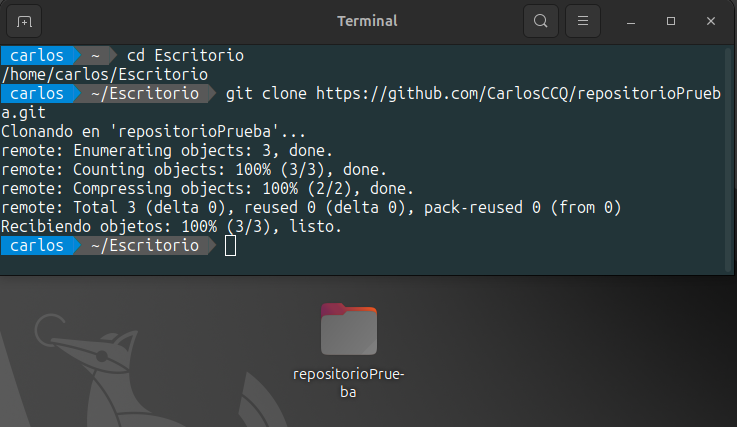 Terminal
carlos ~ cd Escritorio
/home/carlos/Escritorio
carlos ~/Escritorio git clone https://github.com/CarlosCCQ/repositorioPrueb
a.git
Clonando en 'repositorioPrueba'...
remote: Enumerating objects: 3, done.
remote: Counting objects: 100% (3/3), done.
remote: Compressing objects: 100% (2/2), done.
remote: Total 3 (delta 0), reused 0 (delta 0), pack-reused 0 (from 0)
Recibiendo objetos: 100% (3/3), listo.
carlos ~/Escritorio
repositorioPrue-
ba